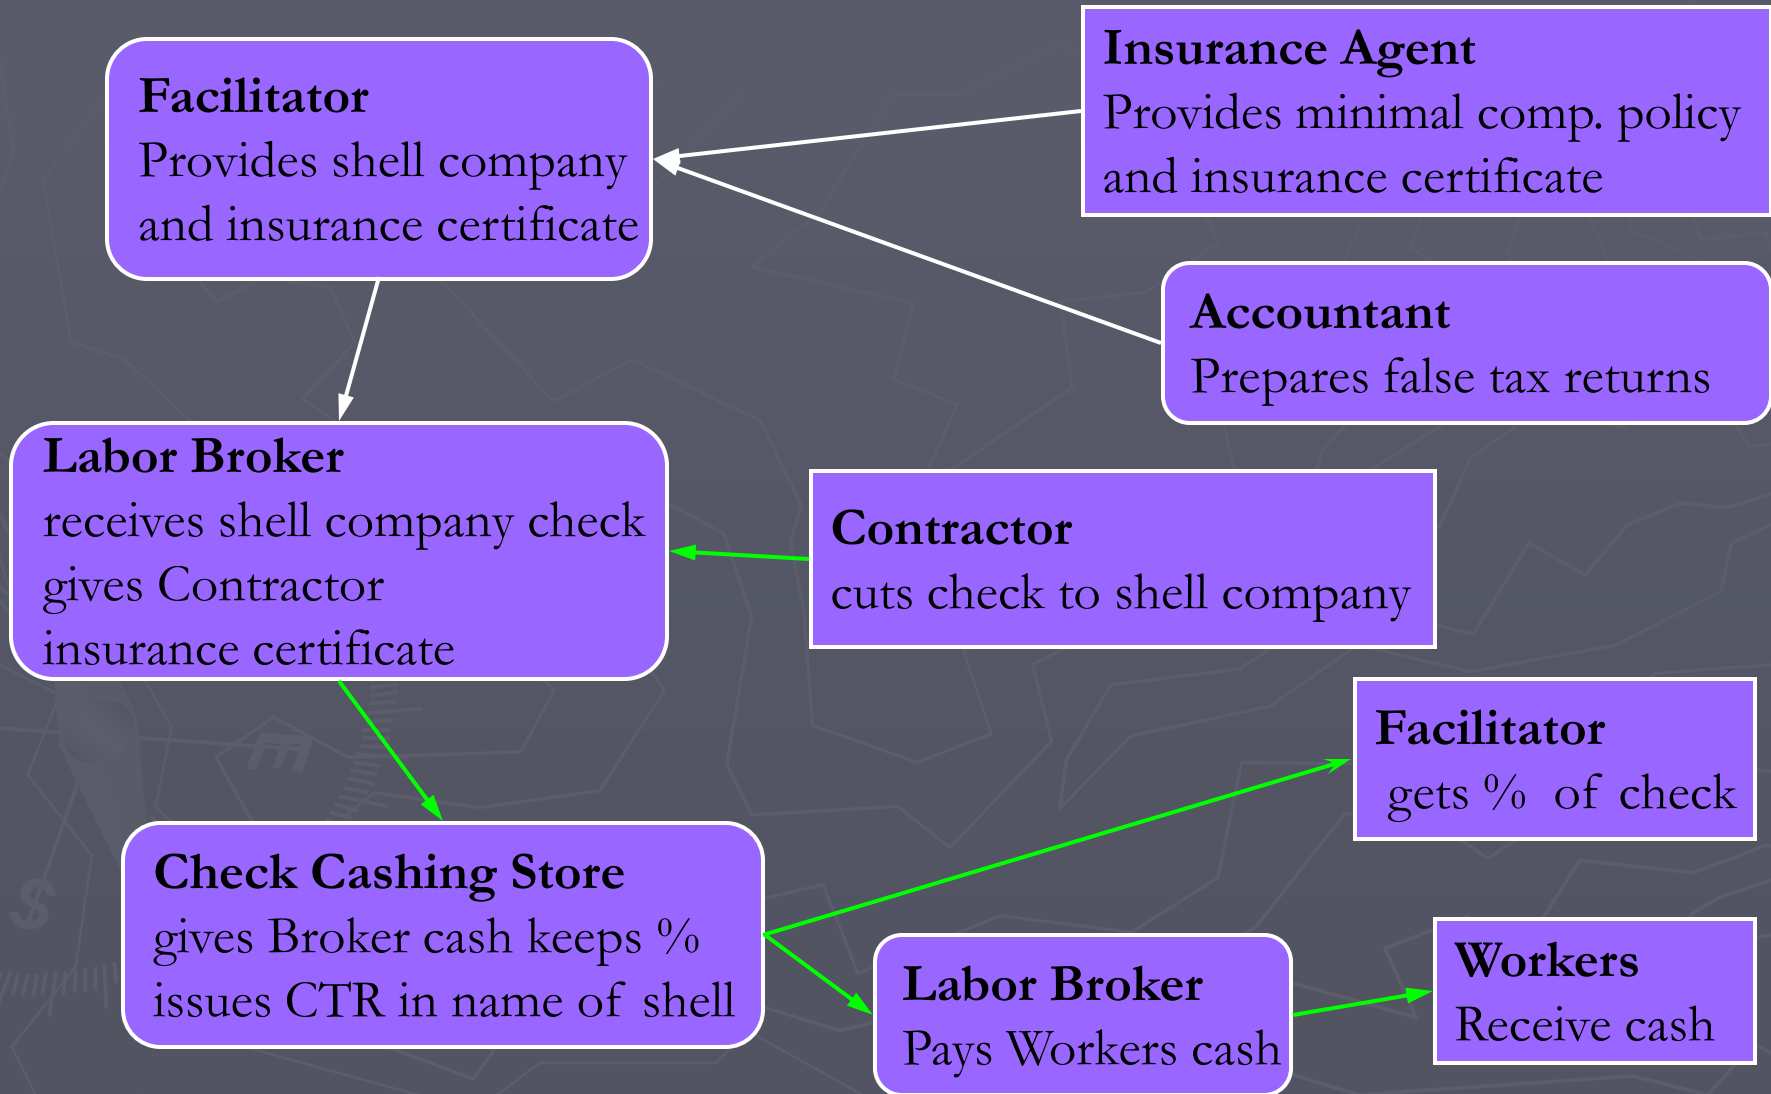 Facilitator
Provides shell company
and insurance certificate
Insurance Agent
Provides minimal comp. policy
and insurance certificate
Accountant
Prepares false tax returns
Labor Broker
receives shell company check
gives Contractor
insurance certificate
Contractor
cuts check to shell company
Facilitator
gets % of check
Check Cashing Store
gives Broker cash keeps %
issues CTR in name of shell
Labor Broker
Pays Workers cash
Workers
Receive cash
E
$